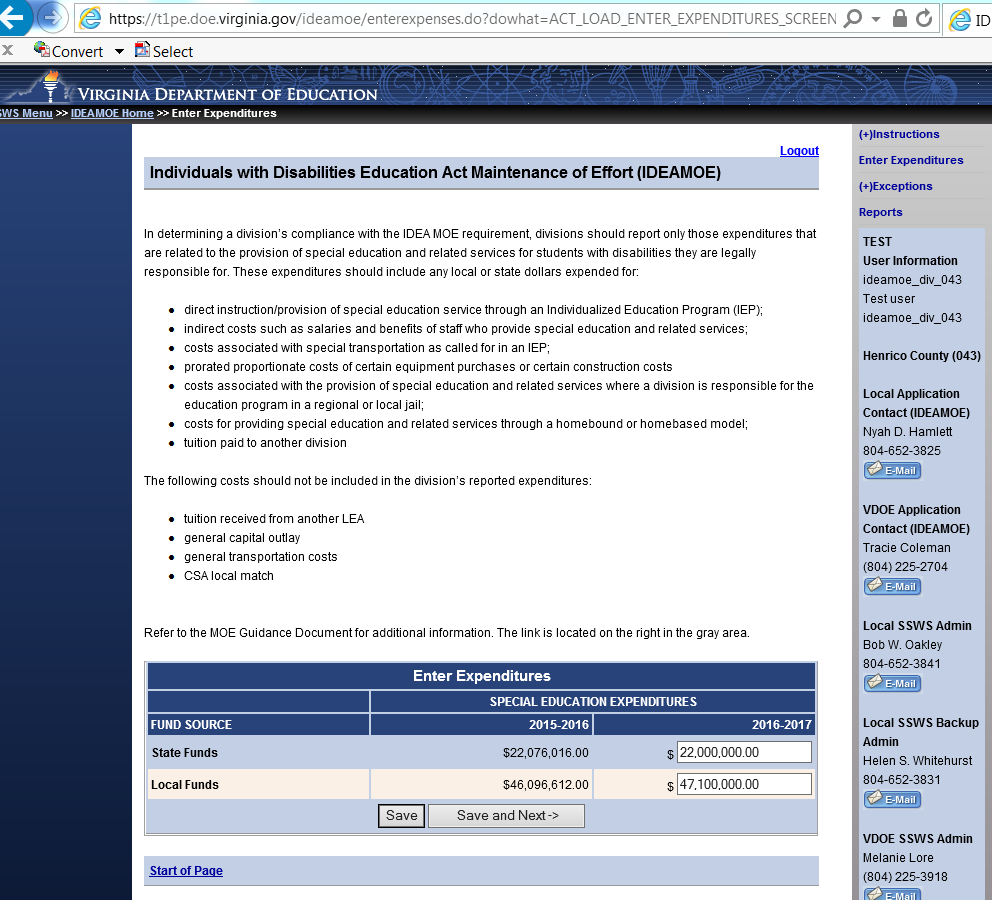 https://t1pe.doe.virginia.gov/ideamoe/enterexpenses.do?dowhat=ACT_LOAD_ENTER_EXPENDITURES_SCREEN
ID
x Convert Select
VIRGINIA DEPARTMENT OF EDUCATION
SWS Menu >> IDEAMOE Home >> Enter Expenditures
Logout
Individuals with Disabilities Education Act Maintenance of Effort (IDEAMOE)
In determining a division's compliance with the IDEA MOE requirement, divisions should report only those expenditures that
are related to the provision of special education and related services for students with disabilities they are legally
responsible for. These expenditures should include any local or state dollars expended for:
• direct instruction/provision of special education service through an Individualized Education Program (IEP);
• indirect costs such as salaries and benefits of staff who provide special education and related services;
• costs associated with special transportation as called for in an IEP;
• prorated proportionate costs of certain equipment purchases or certain construction costs
• costs associated with the provision of special education and related services where a division is responsible for the
education program in a regional or local jail;
• costs for providing special education and related services through a homebound or homebased model;
• tuition paid to another division
The following costs should not be included in the division's reported expenditures:
• tuition received from another LEA
• general capital outlay
• general transportation costs
• CSA local match
Refer to the MOE Guidance Document for additional information. The link is located on the right in the gray area.
Enter Expenditures
SPECIAL EDUCATION EXPENDITURES
FUND SOURCE 2015-2016 2016-2017
State Funds $22,076,016.00 $ 22,000,000.00
Local Funds $46,096,612.00 $ 47,100,000.00
Save Save and Next->
Start of Page
(+)Instructions
Enter Expenditures
(+)Exceptions
Reports
TEST
User Information
ideamoe_div_043
Test user
ideamoe_div_043
Henrico County (043)
Local Application
Contact (IDEAMOE)
Nyah D. Hamlett
804-652-3825
E-Mail
VDOE Application
Contact (IDEAMOE)
Tracie Coleman
(804) 225-2704
E-Mail
Local SSWS Admin
Bob W. Oakley
804-652-3841
E-Mail
Local SSWS Backup
Admin
Helen S. Whitehurst
804-652-3831
E-Mail
VDOE SSWS Admin
Melanie Lore
(804) 225-3918
E-Mail